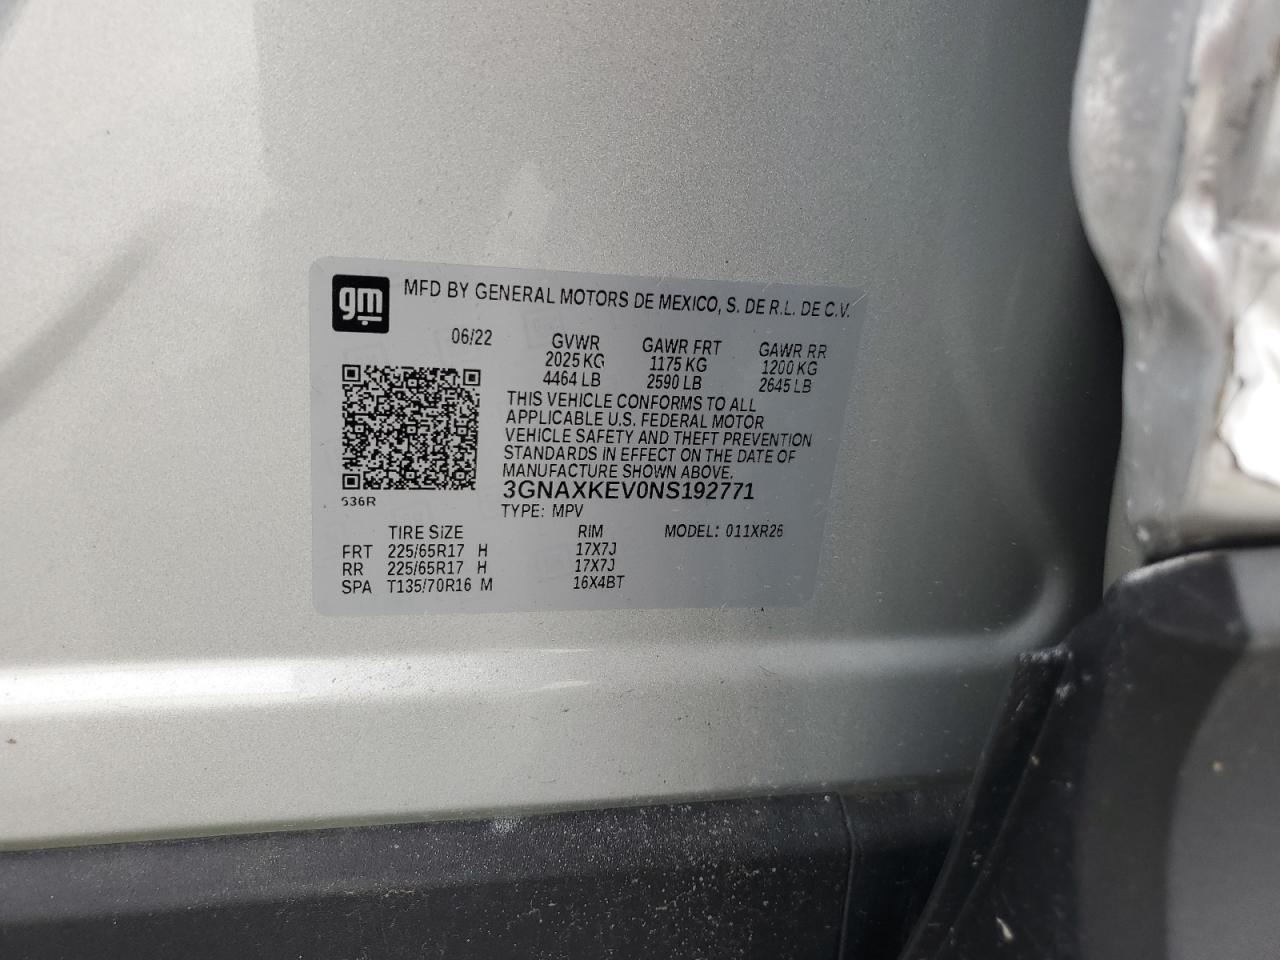 gm
MFD BY GENERAL MOTORS DE MEXICO, S. DE R.L. DE C.V.
06/22
GVWR GAWR FRT GAWR RR
2025 KG 1175 KG 1200 KG
4464 LB 2590 LB 2645 LB
THIS VEHICLE CONFORMS TO ALL
APPLICABLE U.S. FEDERAL MOTOR
VEHICLE SAFETY AND THEFT PREVENTION
STANDARDS IN EFFECT ON THE DATE OF
MANUFACTURE SHOWN ABOVE.
3GNAXKEV0NS192771
S36R
TYPE: MPV
TIRE SIZE RIM MODEL: 011XR26
FRT 225/65R17 H 17X7J
RR 225/65R17 H 17X7J
SPA T135/70R16 M 16X4BT